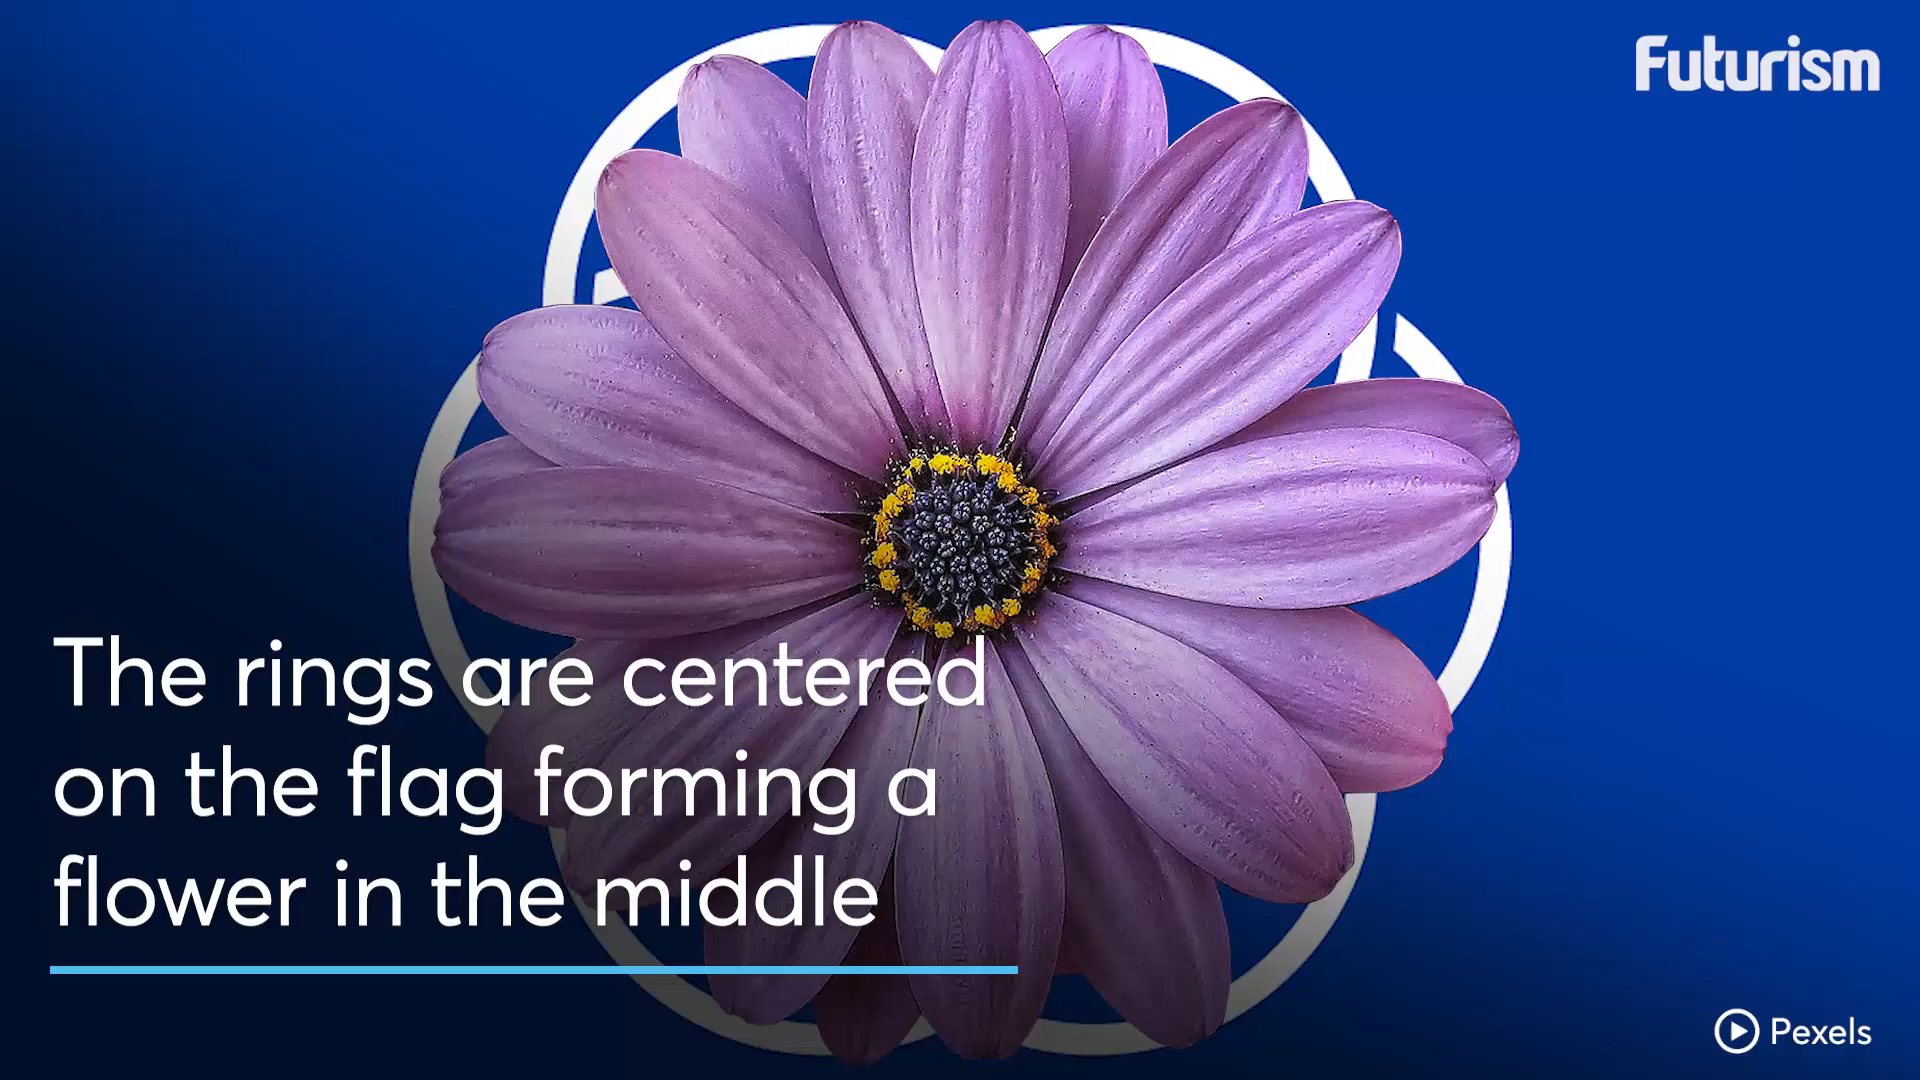 Futurism
The rings are centered
on the flag forming a
flower in the middle
Pexels